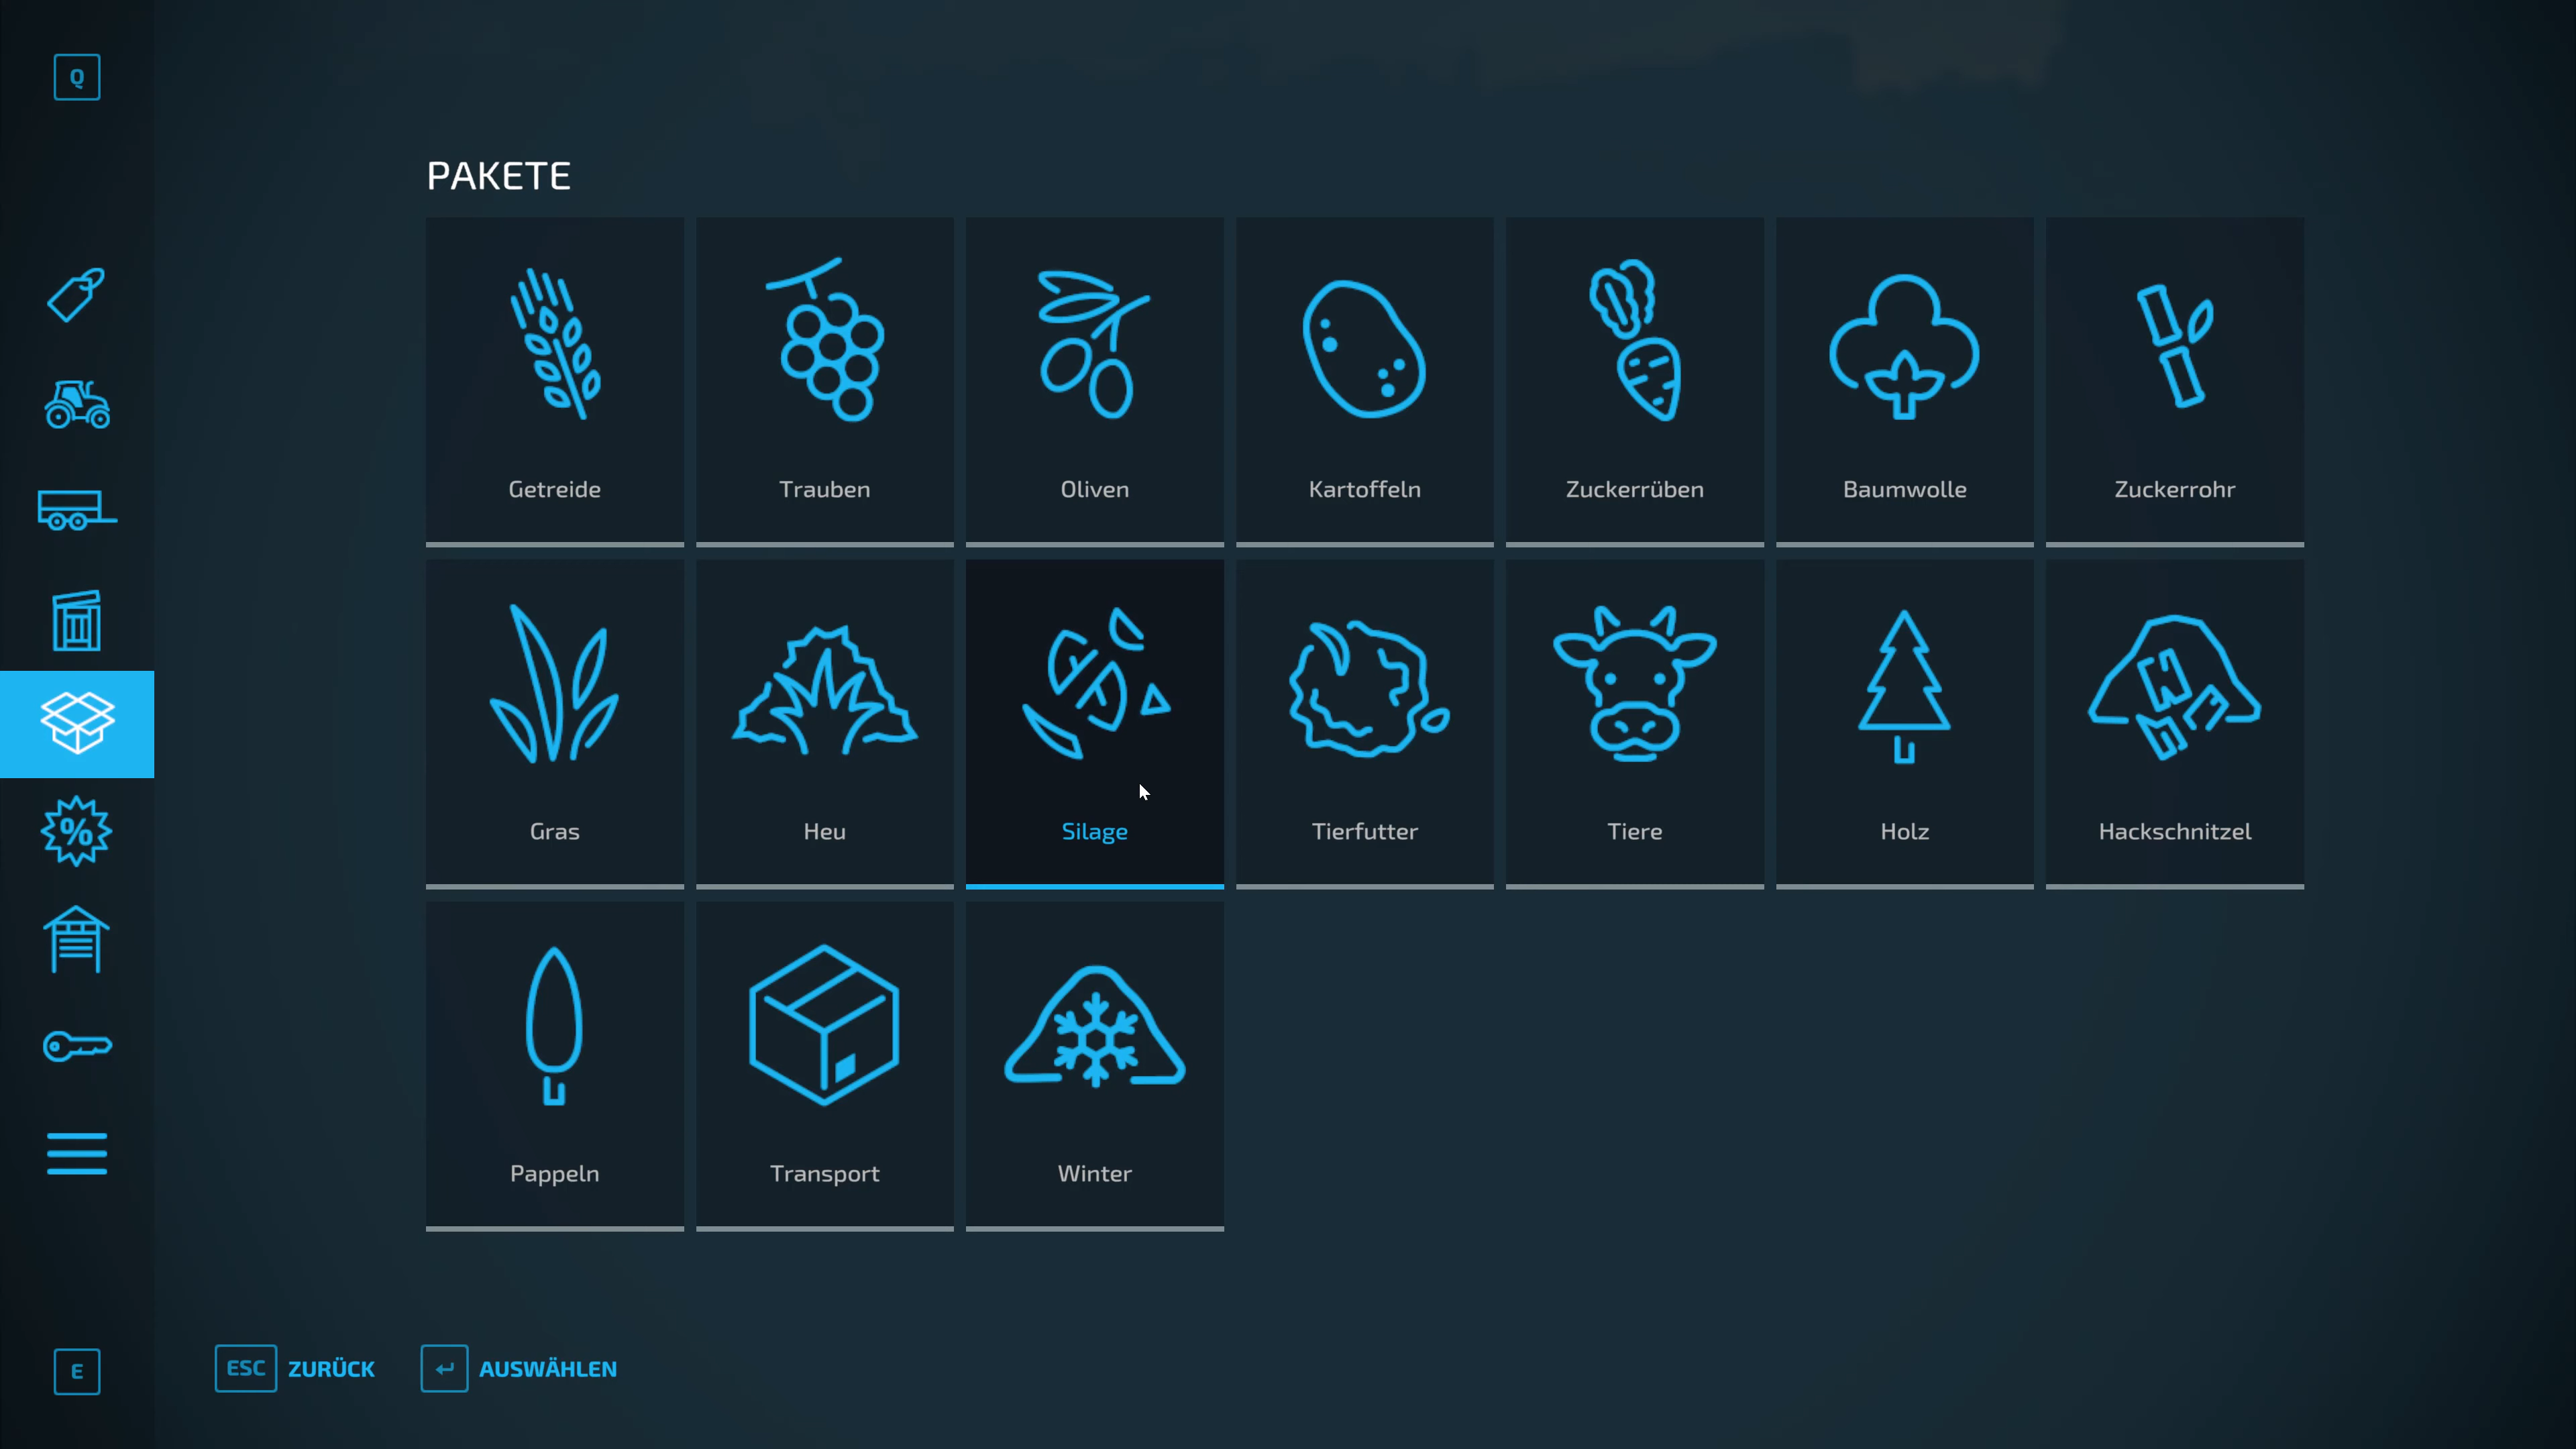 Q
PAKETE
Getreide
Trauben
Oliven
Kartoffeln
Zuckerrüben
Baumwolle
Zuckerrohr
Gras
Heu
Silage
Tierfutter
Tiere
Holz
Hackschnitzel
%
Pappeln
Transport
Winter
E
ESC ZURÜCK
↵ AUSWÄHLEN